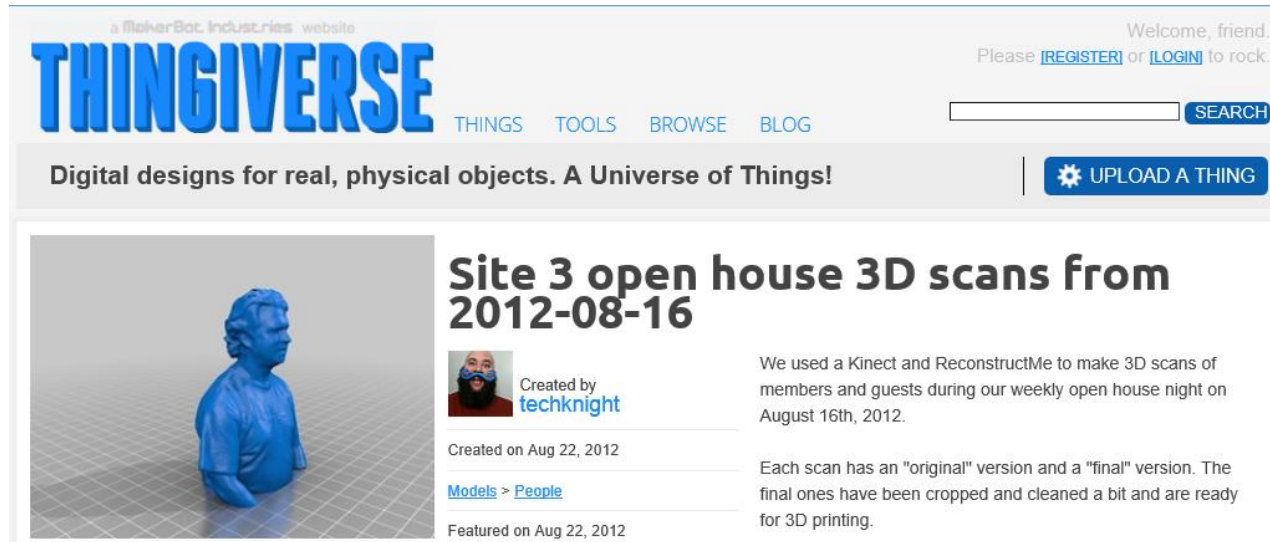 a MakerBot Industries website
THINGIVERSE
Welcome, friend.
Please [REGISTER] or [LOGIN] to rock.
THINGS TOOLS BROWSE BLOG
SEARCH
Digital designs for real, physical objects. A Universe of Things!
UPLOAD A THING
Site 3 open house 3D scans from
2012-08-16
Created by
techknight
Created on Aug 22, 2012
Models > People
Featured on Aug 22, 2012
We used a Kinect and ReconstructMe to make 3D scans of
members and guests during our weekly open house night on
August 16th, 2012.
Each scan has an "original" version and a "final" version. The
final ones have been cropped and cleaned a bit and are ready
for 3D printing.